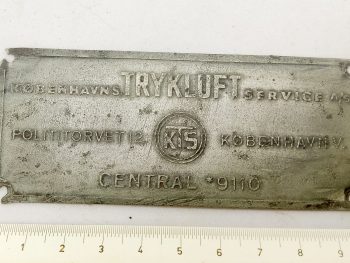 KØBENHAVNS TRYKLUFT SERVICE A/S
POLITITORVET 12, KTS KØBENHAVN V.
CENTRAL *9110
1 2 3 4 5 6 7 8 9